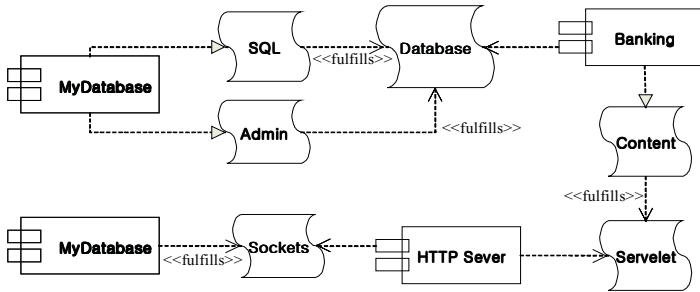 SQL
<<fulfills>>
Database
Banking
MyDatabase
Admin
<<fulfills>>
Content
<<fulfills>>
MyDatabase
<<fulfills>>
Sockets
HTTP Sever
Servelet